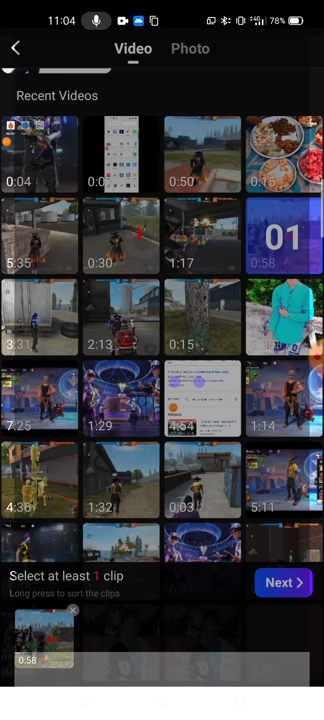 11:04 78%
Video Photo
Recent Videos
0:04 0:50 0:15
5:35 0:30 1:17 01 0:58
3:31 2:13 0:15
7:25 1:29 4:54 1:14
4:36 1:32 0:03 5:11
Select at least 1 clip
Next >
Long press to sort the clips
0:58